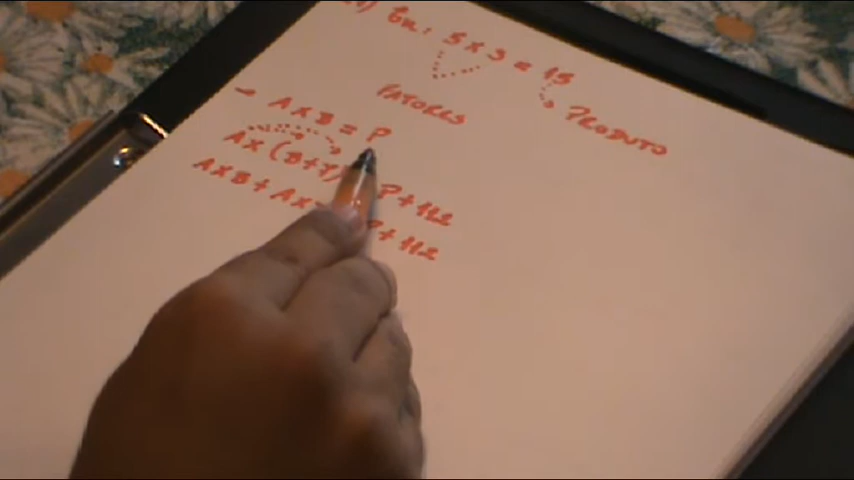 Ex.: 5 x 3 = 15
FATORES
PRODUTO
→ A x B = P
A x (B + 7) P + 112
A x B + A x P + 112